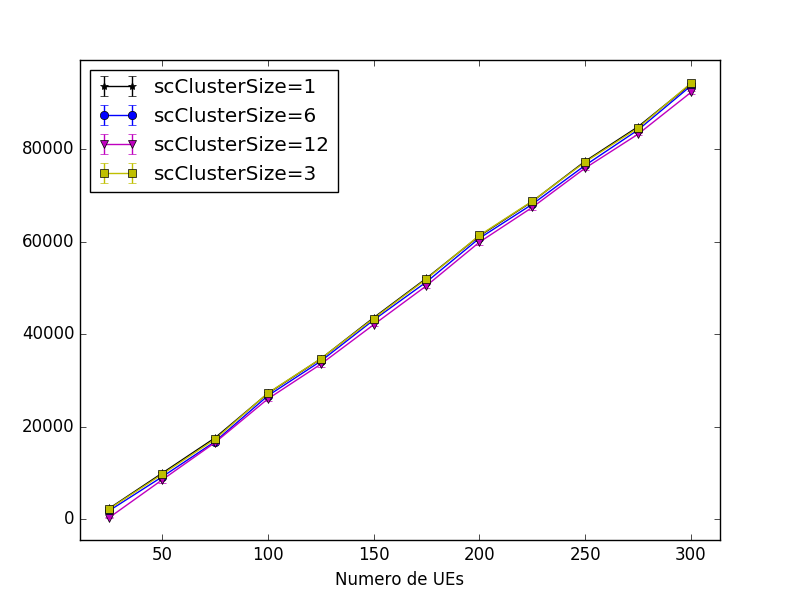 scClusterSize=1
scClusterSize=6
scClusterSize=12
scClusterSize=3
80000
60000
40000
20000
0
50 100 150 200 250 300
Numero de UEs